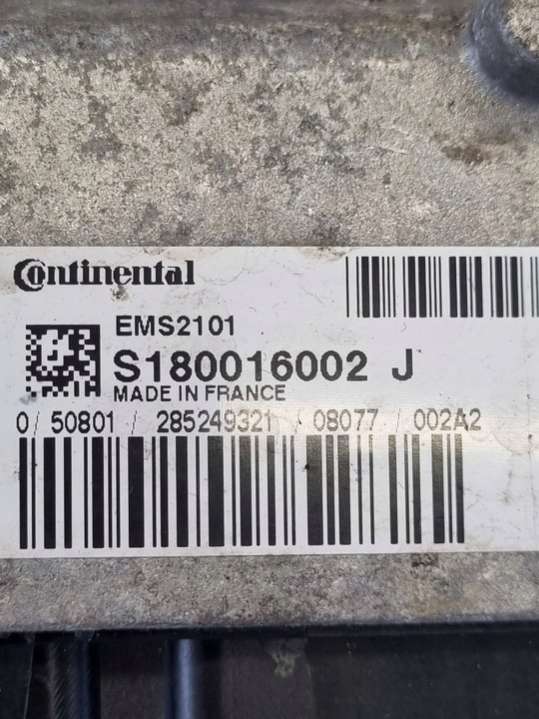 Continental
EMS2101
S180016002 J
MADE IN FRANCE
0/ 50801 / 285249321 / 08077 / 002A2